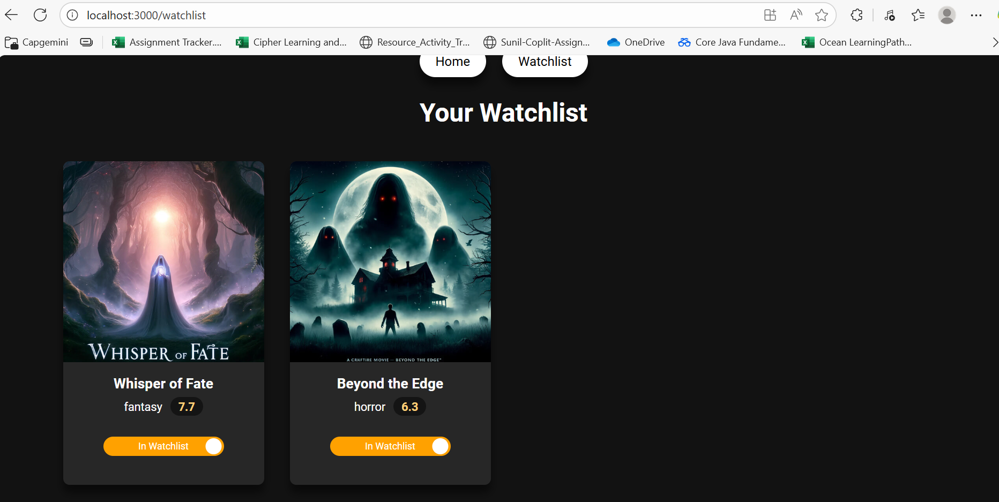 localhost:3000/watchlist
Capgemini Assignment Tracker.... Cipher Learning and... Resource_Activity_Tr... Sunil-Coplit-Assign... OneDrive Core Java Fundame... Ocean LearningPath...
Home Watchlist
Your Watchlist
WHISPER OF FATE
A CRNFTIRE MOVIE — BEYOND THE EDGE"
Whisper of Fate
fantasy 7.7
In Watchlist
Beyond the Edge
horror 6.3
In Watchlist